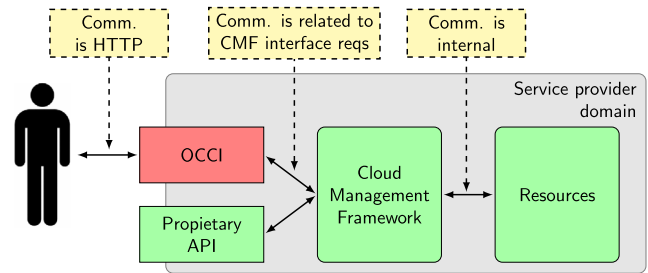 Comm.
is HTTP
Comm. is related to
CMF interface reqs
Comm. is
internal
Service provider
domain
OCCI
Propietary
API
Cloud
Management
Framework
Resources